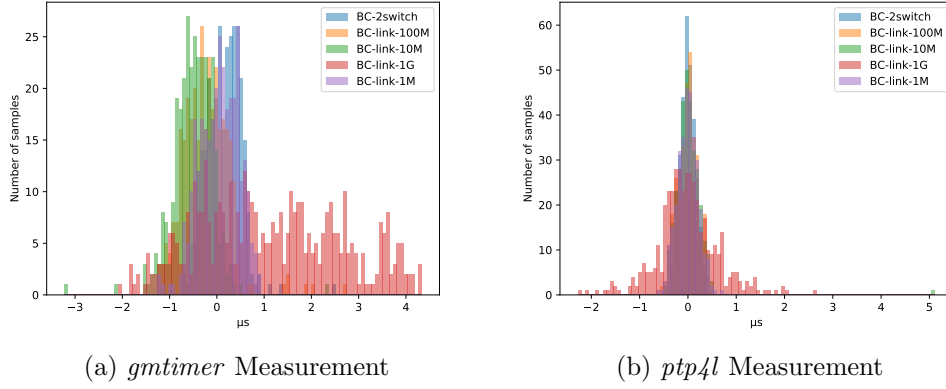 Number of samples
25
20
15
10
5
0
−3 −2 −1 0 1 2 3 4
μs
BC-2switch
BC-link-100M
BC-link-10M
BC-link-1G
BC-link-1M
(a) gmtimer Measurement
Number of samples
60
50
40
30
20
10
0
−2 −1 0 1 2 3 4 5
μs
BC-2switch
BC-link-100M
BC-link-10M
BC-link-1G
BC-link-1M
(b) ptp4l Measurement